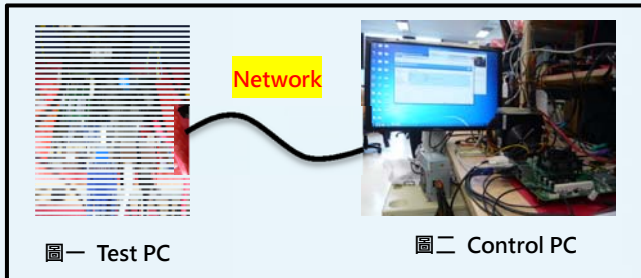 Network
圖一 Test PC
圖二 Control PC